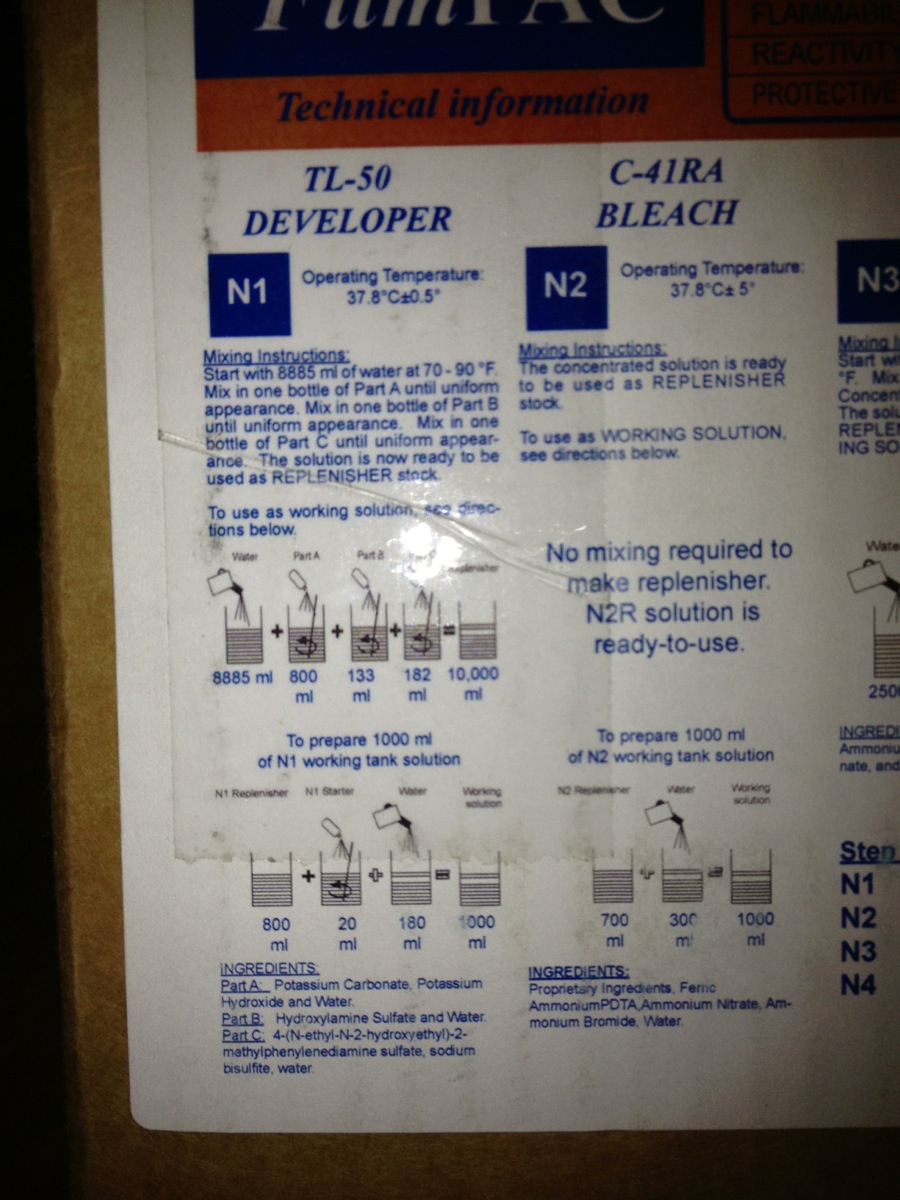 FilmPAC
FLAMMABIL
REACTIVITY
PROTECTIVE
Technical information
TL-50
DEVELOPER
N1
Operating Temperature:
37.8°C±0.5°
Mixing Instructions:
Start with 8885 ml of water at 70 - 90 °F.
Mix in one bottle of Part A until uniform
appearance. Mix in one bottle of Part B
until uniform appearance. Mix in one
bottle of Part C until uniform appear-
ance. The solution is now ready to be
used as REPLENISHER stock.
To use as working solution, see direc-
tions below.
Water Part A Part B
+ + + =
8885 ml 800 ml 133 ml 182 ml 10,000 ml
To prepare 1000 ml
of N1 working tank solution
N1 Replenisher N1 Starter Water Working solution
+ + =
800 ml 20 ml 180 ml 1000 ml
INGREDIENTS:
Part A: Potassium Carbonate, Potassium
Hydroxide and Water.
Part B: Hydroxylamine Sulfate and Water.
Part C: 4-(N-ethyl-N-2-hydroxyethyl)-2-
methylphenylenediamine sulfate, sodium
bisulfite, water.
C-41RA
BLEACH
N2
Operating Temperature:
37.8°C± 5°
Mixing Instructions:
The concentrated solution is ready
to be used as REPLENISHER
stock.
To use as WORKING SOLUTION,
see directions below.
No mixing required to
make replenisher.
N2R solution is
ready-to-use.
To prepare 1000 ml
of N2 working tank solution
N2 Replenisher Water Working solution
+ =
700 ml 300 ml 1000 ml
INGREDIENTS:
Proprietary Ingredients, Ferric
AmmoniumPDTA,Ammonium Nitrate, Am-
monium Bromide, Water.
N3
Mixing I
Start wi
°F. Mix
Concen
The solu
REPLE
ING SO
Wate
250
INGREDI
Ammoniu
nate, and
Step
N1
N2
N3
N4